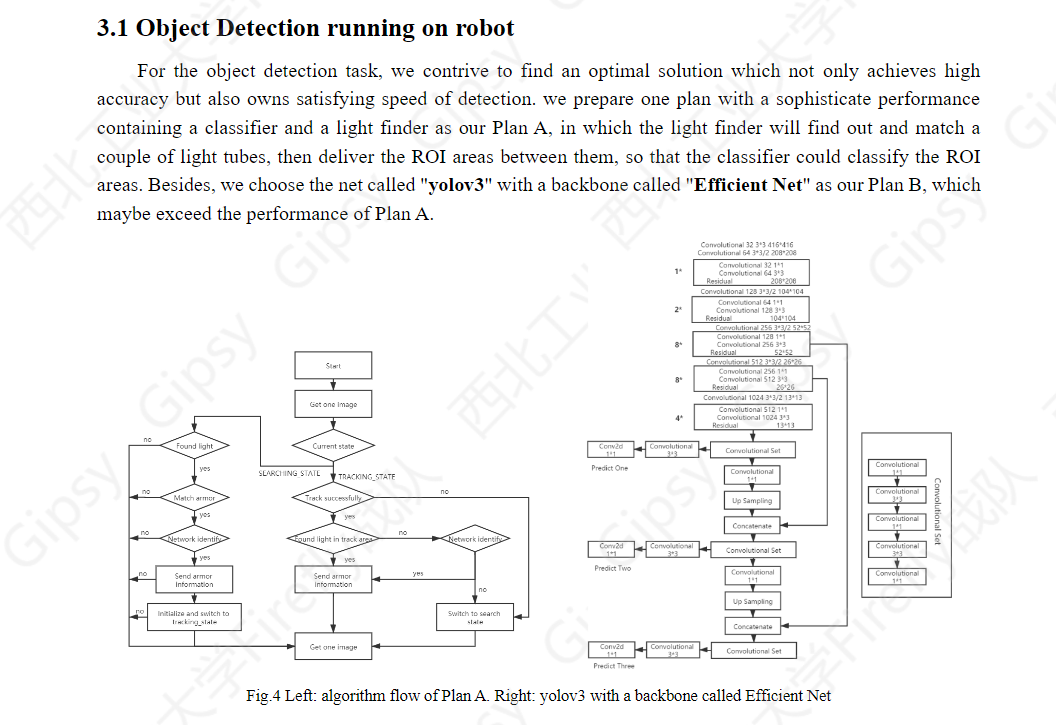 3.1 Object Detection running on robot
For the object detection task, we contrive to find an optimal solution which not only achieves high
accuracy but also owns satisfying speed of detection. we prepare one plan with a sophisticate performance
containing a classifier and a light finder as our Plan A, in which the light finder will find out and match a
couple of light tubes, then deliver the ROI areas between them, so that the classifier could classify the ROI
areas. Besides, we choose the net called "yolov3" with a backbone called "Efficient Net" as our Plan B, which
maybe exceed the performance of Plan A.
Start
Get one image
Current state
SEARCHING STATE
TRACKING_STATE
Found light
no
yes
Match armor
no
yes
Network identify
no
yes
Send armor
information
no
Initialize and switch to
tracking_state
no
Track successfully
no
yes
Found light in track area
no
yes
Send armor
information
Network identify
yes
no
Switch to search
state
Get one image
Convolutional 32 3*3 416*416
Convolutional 64 3*3/2 208*208
1*
Convolutional 32 1*1
Convolutional 64 3*3
Residual 208*208
Convolutional 128 3*3/2 104*104
2*
Convolutional 64 1*1
Convolutional 128 3*3
Residual 104*104
Convolutional 256 3*3/2 52*52
8*
Convolutional 128 1*1
Convolutional 256 3*3
Residual 52*52
Convolutional 512 3*3/2 26*26
8*
Convolutional 256 1*1
Convolutional 512 3*3
Residual 26*26
Convolutional 1024 3*3/2 13*13
4*
Convolutional 512 1*1
Convolutional 1024 3*3
Residual 13*13
Conv2d
1*1
Convolutional
3*3
Convolutional Set
Predict One
Convolutional
1*1
Up Sampling
Concatenate
Conv2d
1*1
Convolutional
3*3
Convolutional Set
Predict Two
Convolutional
1*1
Up Sampling
Concatenate
Conv2d
1*1
Convolutional
3*3
Convolutional Set
Predict Three
Convolutional
1*1
Convolutional
3*3
Convolutional
1*1
Convolutional
3*3
Convolutional
1*1
Convolutional Set
Fig.4 Left: algorithm flow of Plan A. Right: yolov3 with a backbone called Efficient Net
Gipsy
Gipsy
Gipsy
Gipsy